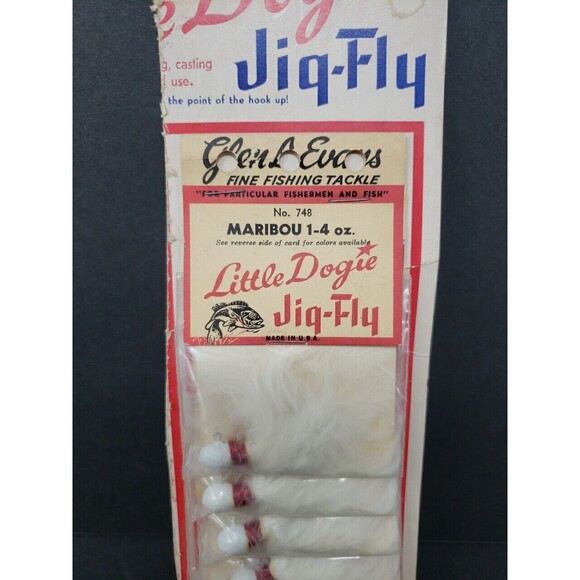 e Dogie
g, casting
l use.
Jig-Fly
the point of the hook up!
Glen L Evans
FINE FISHING TACKLE
"FOR PARTICULAR FISHERMEN AND FISH"
No. 748
MARIBOU 1-4 oz.
See reverse side of card for colors available
Little Dogie
Jig-Fly
MADE IN U.S.A.